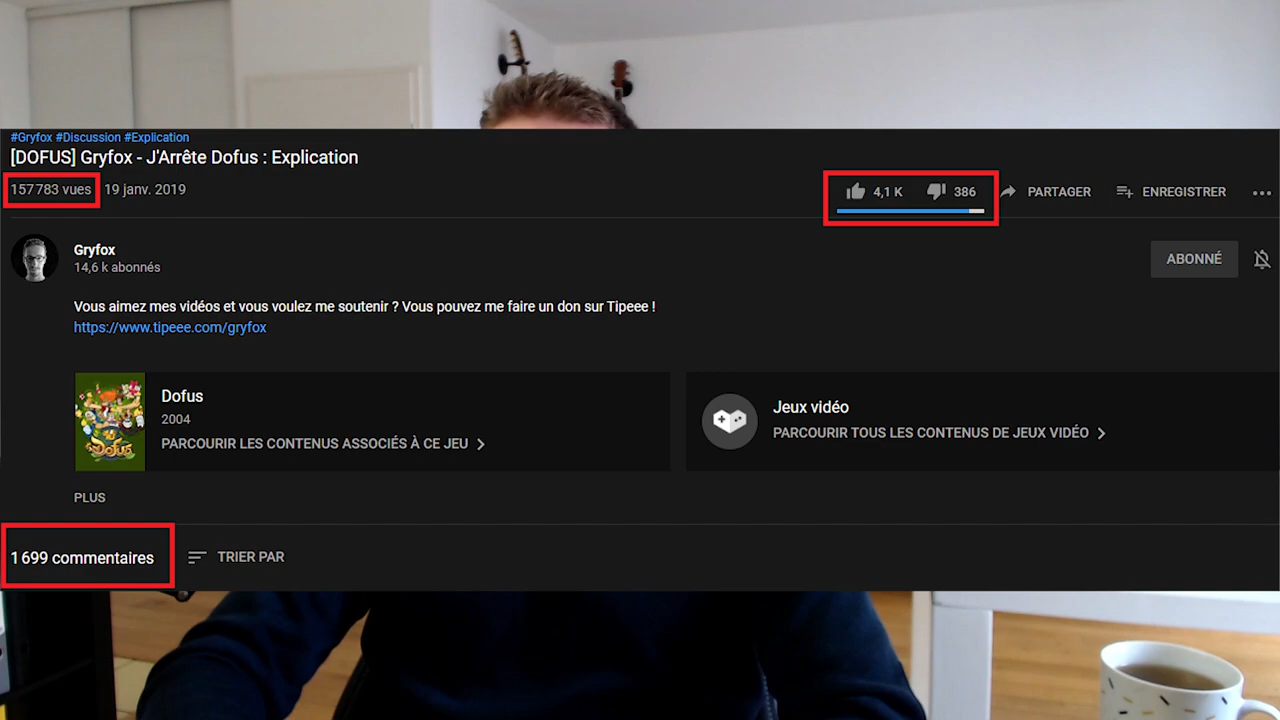 #Gryfox #Discussion #Explication
[DOFUS] Gryfox - J'Arrête Dofus : Explication
157 783 vues 19 janv. 2019
4,1 K 386 PARTAGER ENREGISTRER
Gryfox
14,6 k abonnés
ABONNÉ
Vous aimez mes vidéos et vous voulez me soutenir ? Vous pouvez me faire un don sur Tipeee !
https://www.tipeee.com/gryfox
Dofus
Dofus
2004
PARCOURIR LES CONTENUS ASSOCIÉS À CE JEU
Jeux vidéo
PARCOURIR TOUS LES CONTENUS DE JEUX VIDÉO
PLUS
1 699 commentaires TRIER PAR